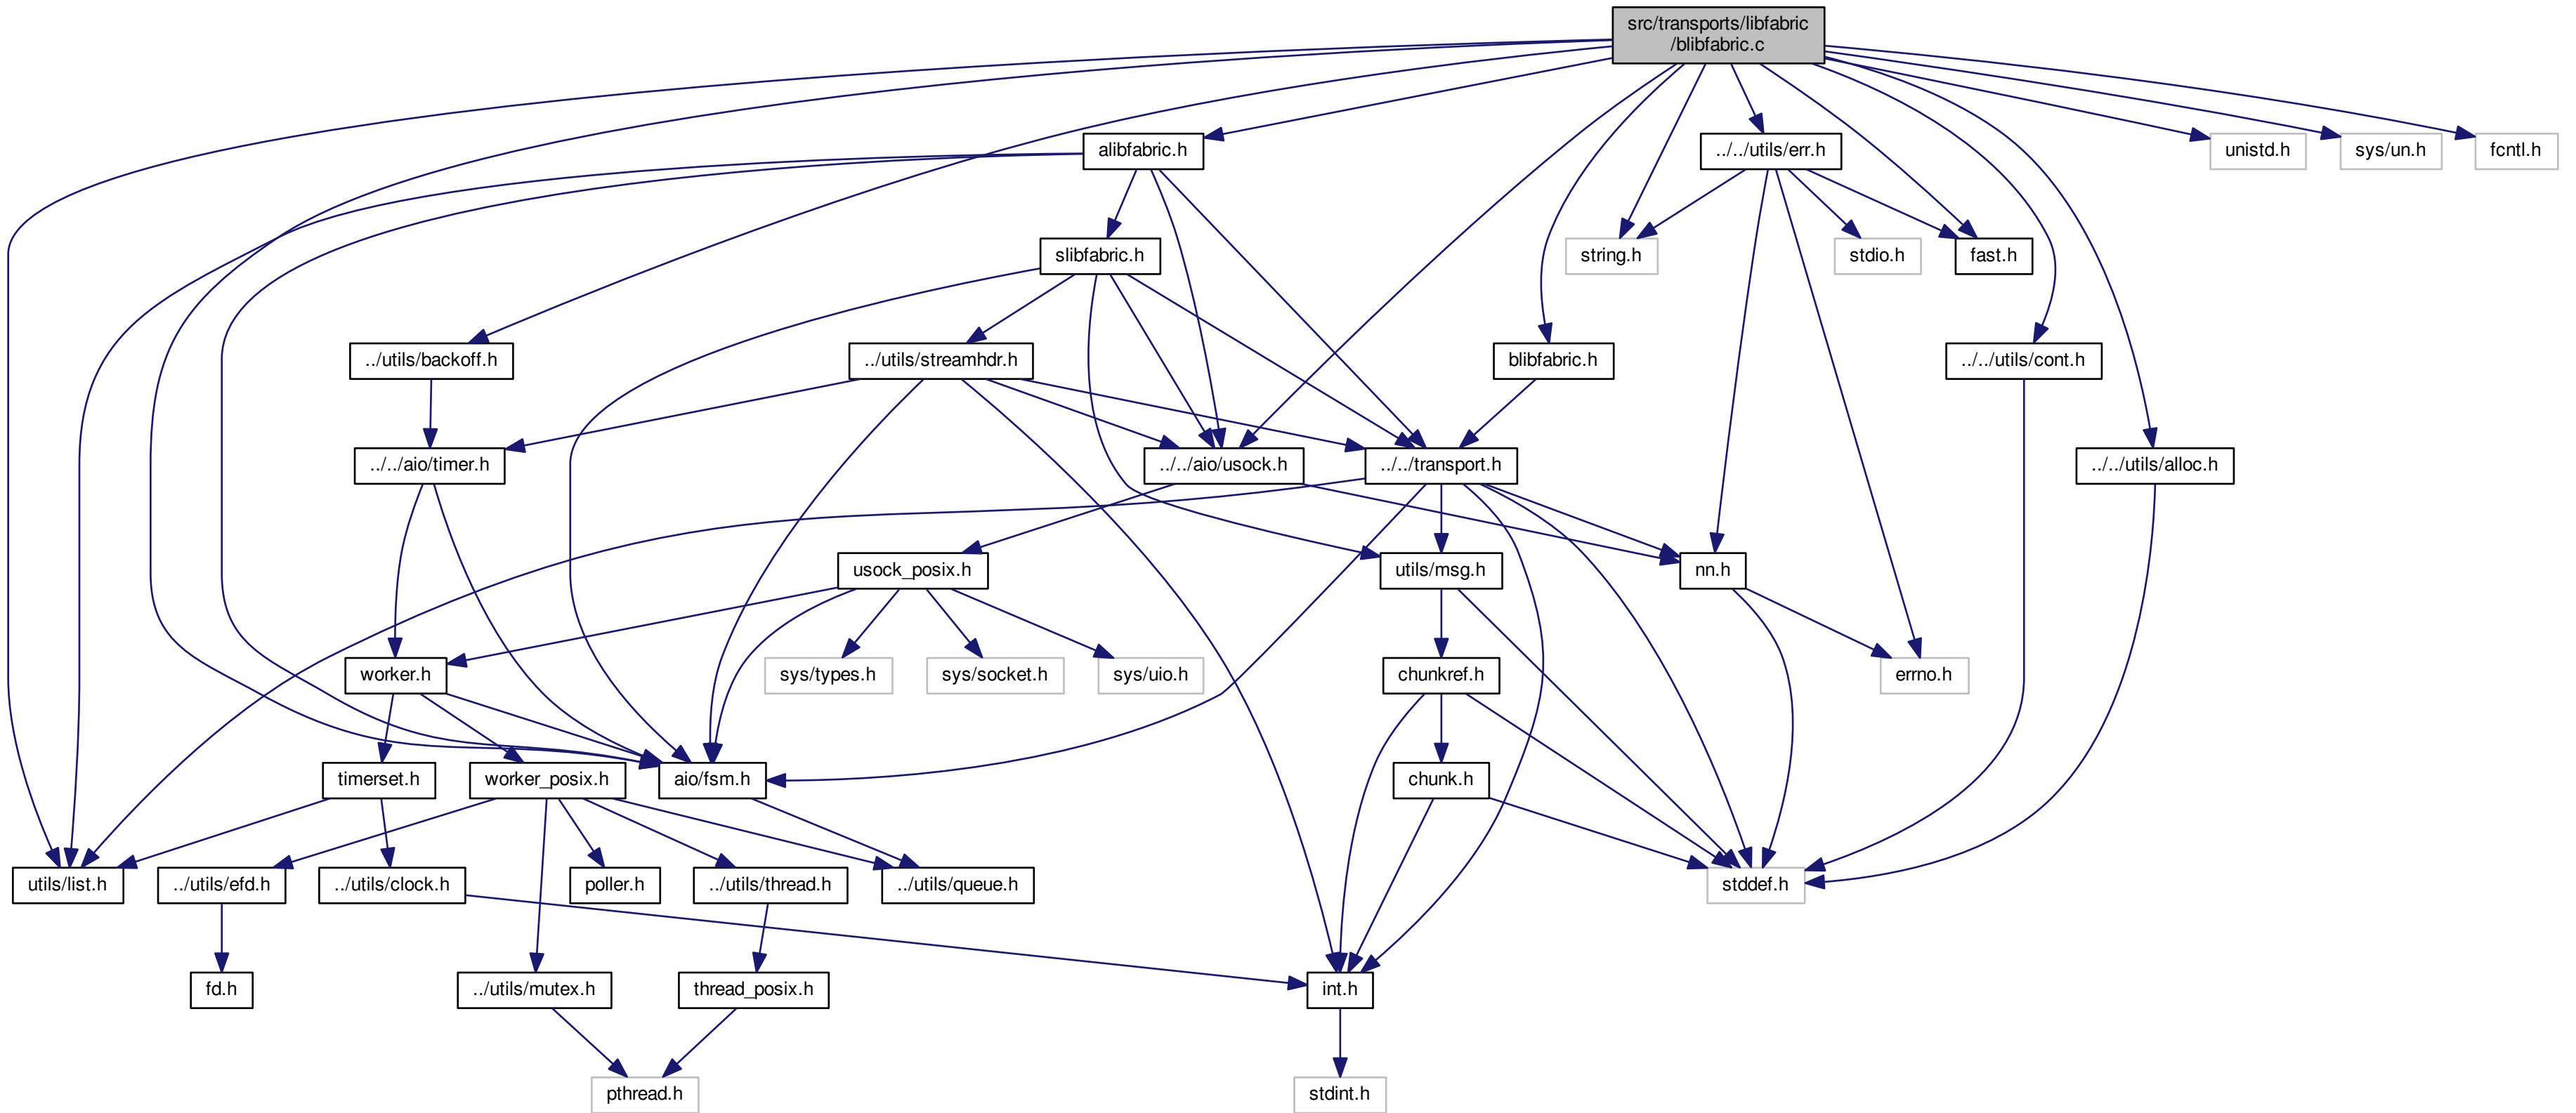 src/transports/libfabric
/blibfabric.c
alibfabric.h
../../utils/err.h
unistd.h
sys/un.h
fcntl.h
slibfabric.h
string.h
stdio.h
fast.h
../utils/backoff.h
../utils/streamhdr.h
blibfabric.h
../../utils/cont.h
../../aio/timer.h
../../aio/usock.h
../../transport.h
../../utils/alloc.h
usock_posix.h
utils/msg.h
nn.h
worker.h
sys/types.h
sys/socket.h
sys/uio.h
chunkref.h
errno.h
timerset.h
worker_posix.h
aio/fsm.h
chunk.h
utils/list.h
../utils/efd.h
../utils/clock.h
poller.h
../utils/thread.h
../utils/queue.h
stddef.h
fd.h
../utils/mutex.h
thread_posix.h
int.h
pthread.h
stdint.h